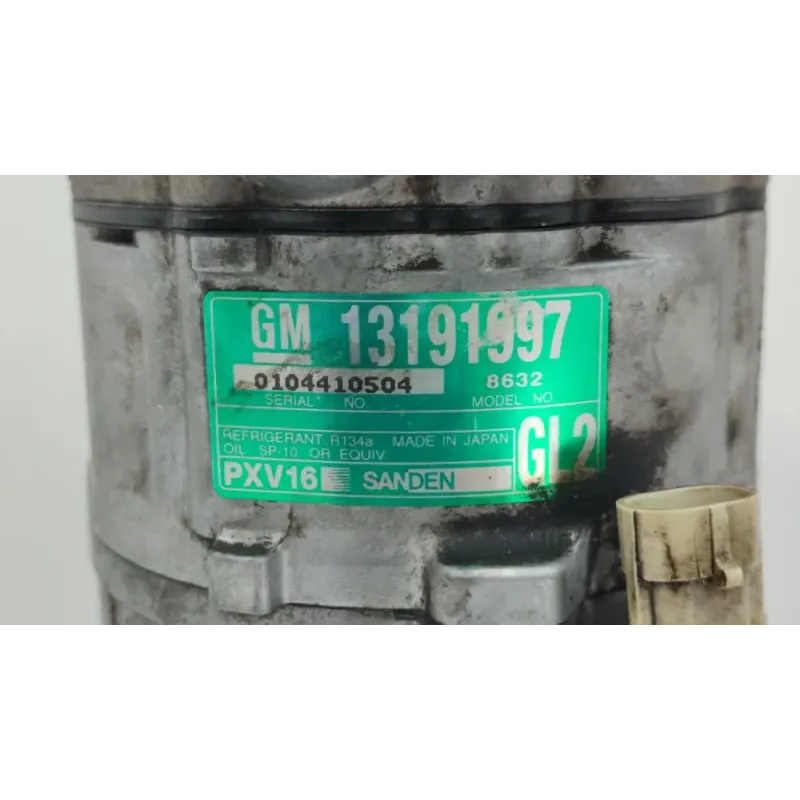 GM 13191997
0104410504 8632
SERIAL NO. MODEL NO
REFRIGERANT. R134a MADE IN JAPAN
OIL SP-10 OR EQUIV
PXV16 SANDEN GL2